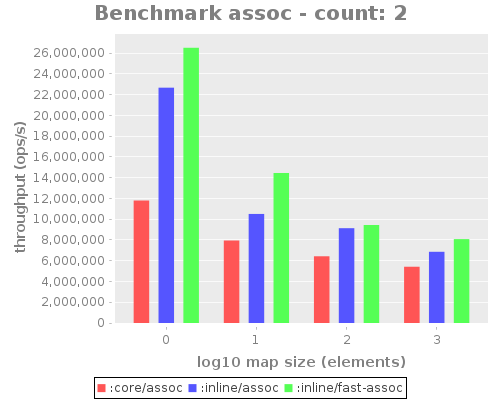 Benchmark assoc - count: 2
throughput (ops/s)
26,000,000
24,000,000
22,000,000
20,000,000
18,000,000
16,000,000
14,000,000
12,000,000
10,000,000
8,000,000
6,000,000
4,000,000
2,000,000
0
0 1 2 3
log10 map size (elements)
:core/assoc :inline/assoc :inline/fast-assoc